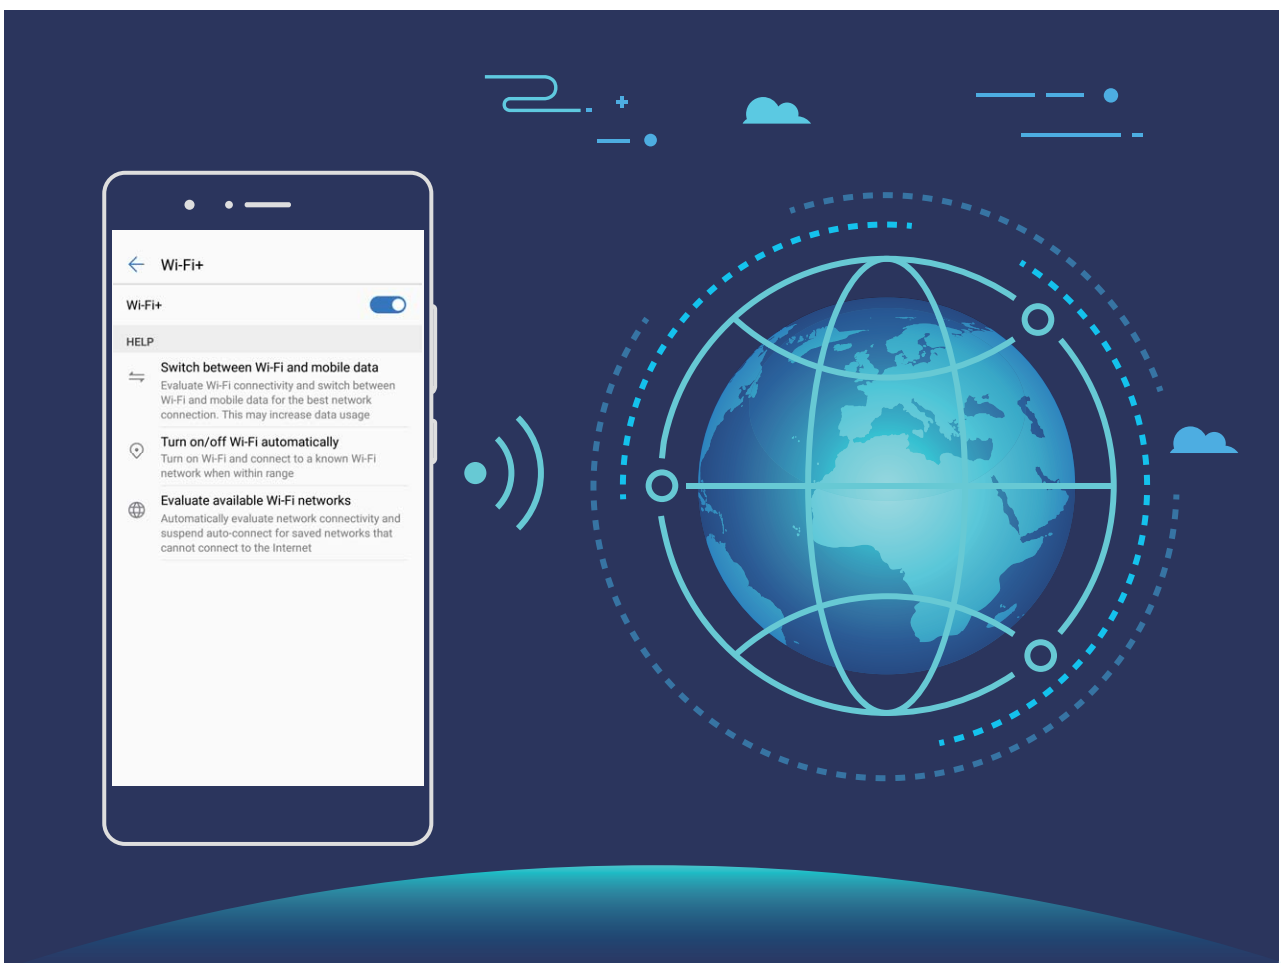 Wi-Fi+
Wi-Fi+
HELP
Switch between Wi-Fi and mobile data
Evaluate Wi-Fi connectivity and switch between
Wi-Fi and mobile data for the best network
connection. This may increase data usage
Turn on/off Wi-Fi automatically
Turn on Wi-Fi and connect to a known Wi-Fi
network when within range
Evaluate available Wi-Fi networks
Automatically evaluate network connectivity and
suspend auto-connect for saved networks that
cannot connect to the Internet